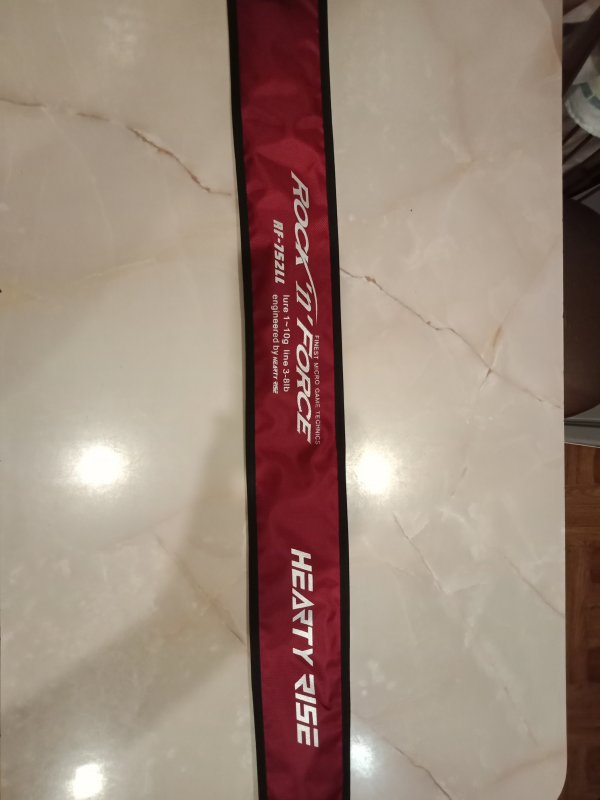 ROCK 'n' FORCE
FINEST MICRO GAME TECHNICS
RF-752LL
lure 1~10g line 3-8lb
engineered by HEARTY RISE
HEARTY RISE